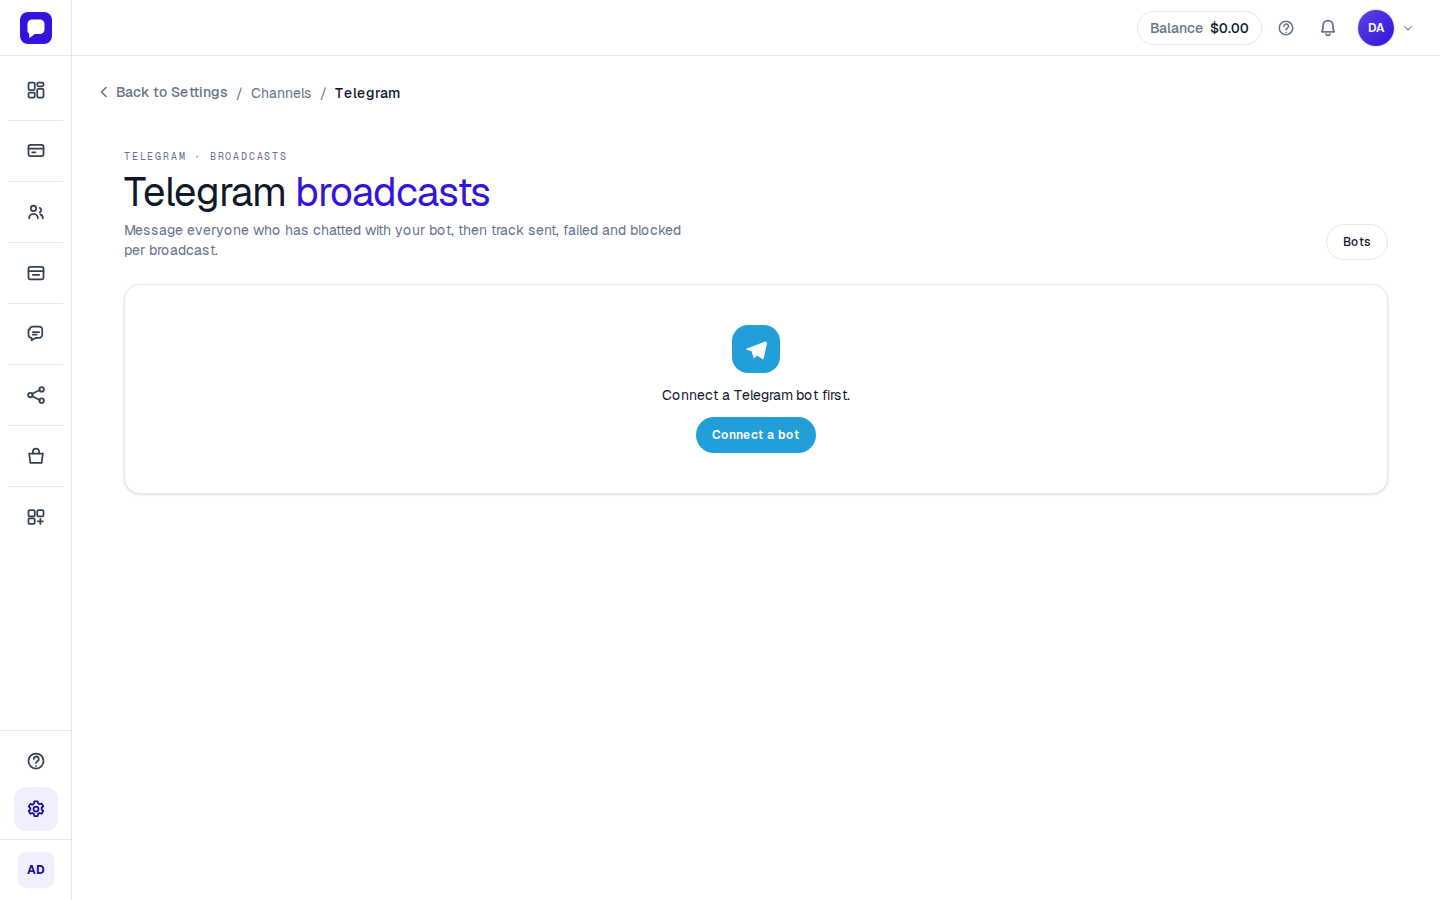 Balance $0.00
DA
Back to Settings / Channels / Telegram
TELEGRAM · BROADCASTS
Telegram broadcasts
Message everyone who has chatted with your bot, then track sent, failed and blocked
per broadcast.
Bots
Connect a Telegram bot first.
Connect a bot
AD